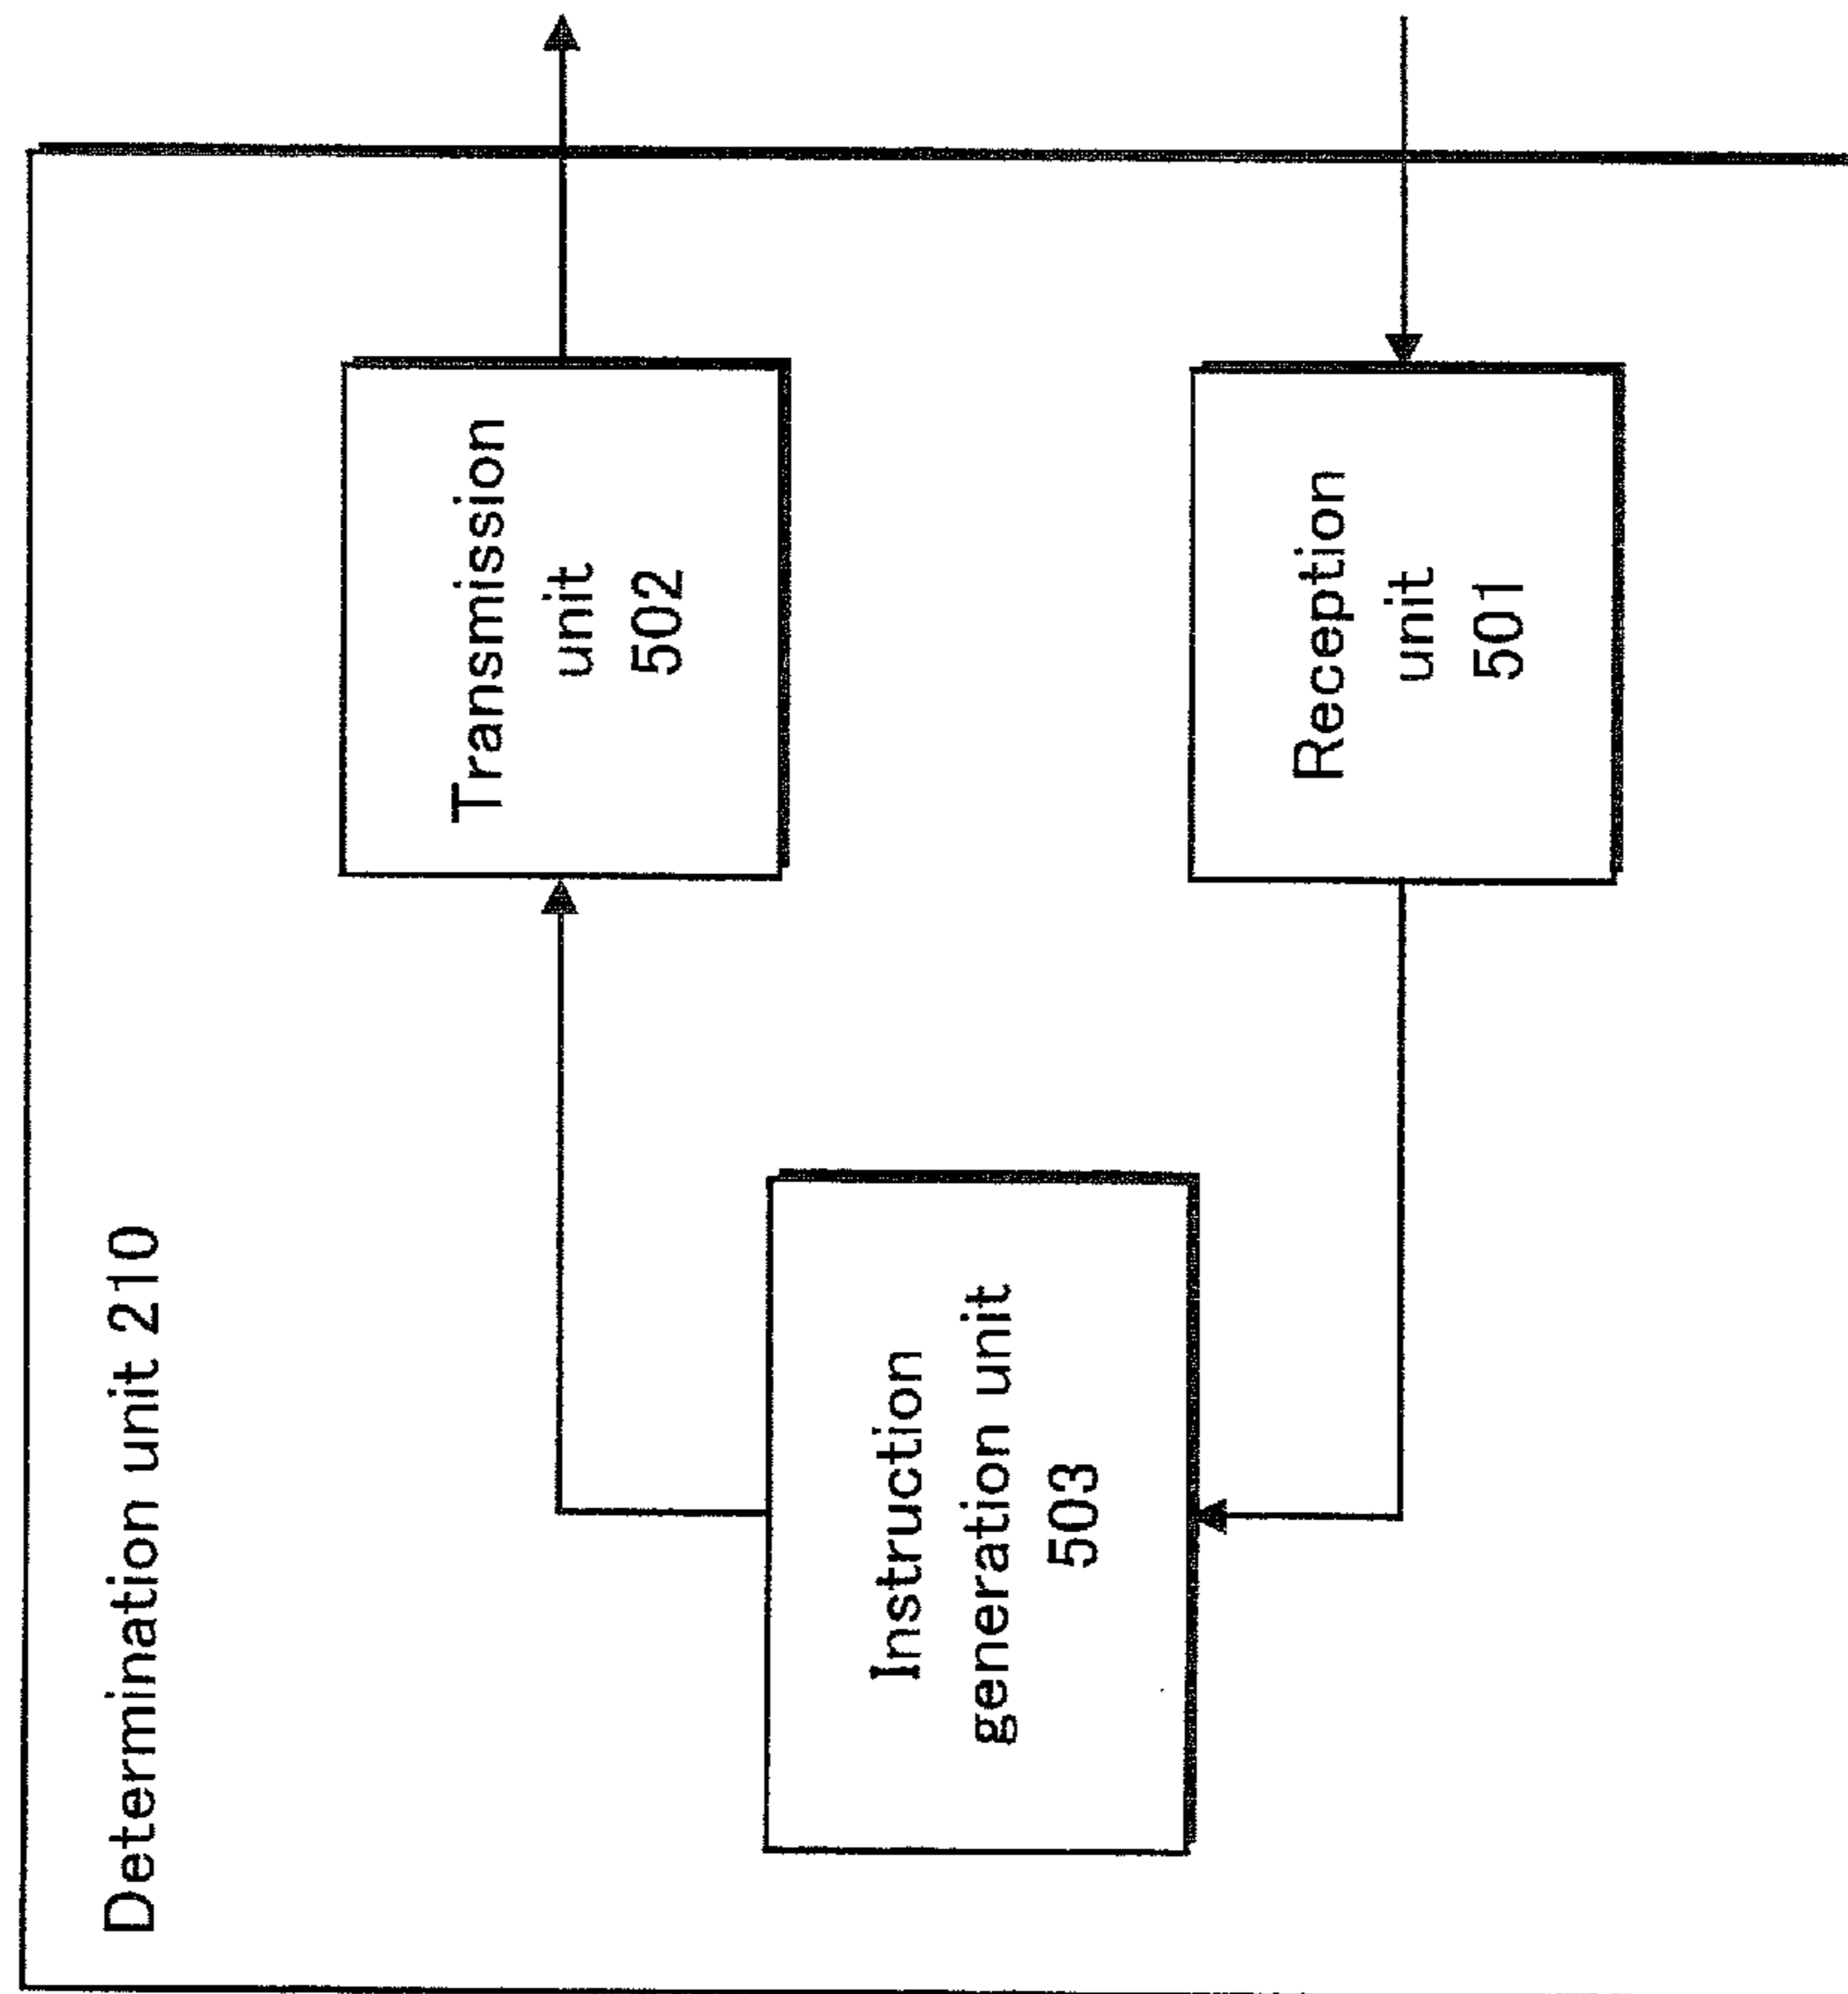 Determination unit 210
Instruction
generation unit
503
Transmission
unit
502
Reception
unit
501